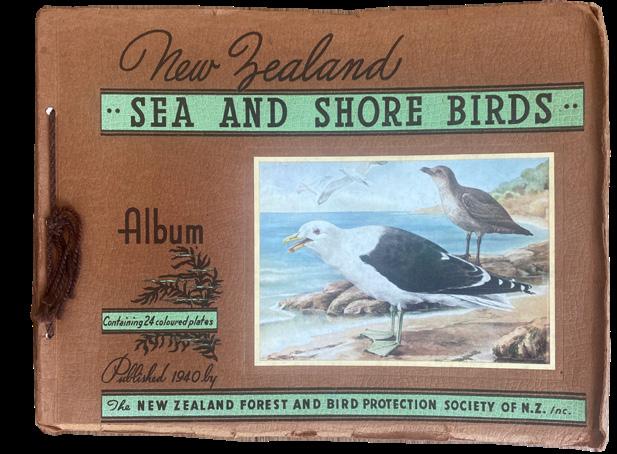 New Zealand
·· SEA AND SHORE BIRDS ··
Album
Containing 24 coloured plates
Published 1940 by
The NEW ZEALAND FOREST AND BIRD PROTECTION SOCIETY OF N.Z. Inc.